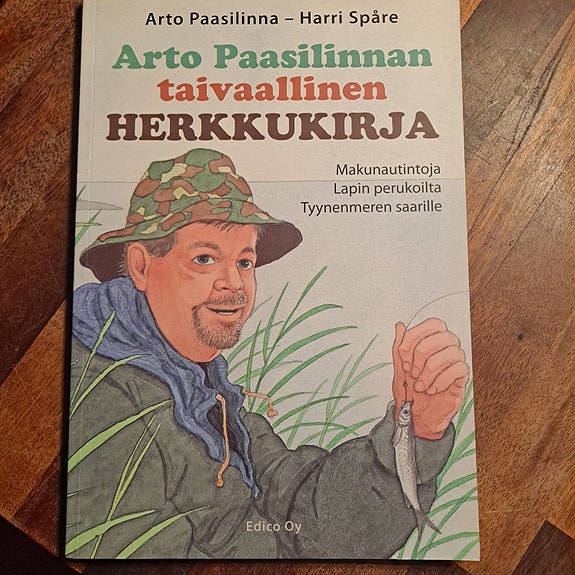 Arto Paasilinna – Harri Spåre
Arto Paasilinnan
taivaallinen
HERKKUKIRJA
Makunautintoja
Lapin perukoilta
Tyynenmeren saarille
Edico Oy